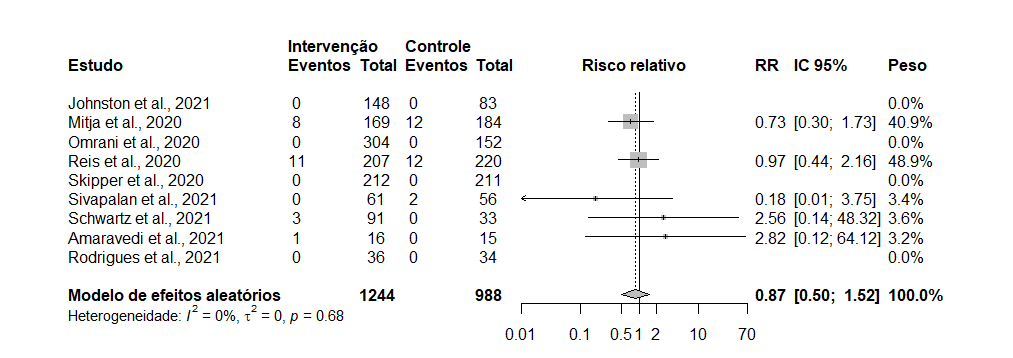 Intervenção Controle
Estudo Eventos Total Eventos Total Risco relativo RR IC 95% Peso
Johnston et al., 2021 0 148 0 83 0.0%
Mitja et al., 2020 8 169 12 184 0.73 [0.30; 1.73] 40.9%
Omrani et al., 2020 0 304 0 152 0.0%
Reis et al., 2020 11 207 12 220 0.97 [0.44; 2.16] 48.9%
Skipper et al., 2020 0 212 0 211 0.0%
Sivapalan et al., 2021 0 61 2 56 0.18 [0.01; 3.75] 3.4%
Schwartz et al., 2021 3 91 0 33 2.56 [0.14; 48.32] 3.6%
Amaravedi et al., 2021 1 16 0 15 2.82 [0.12; 64.12] 3.2%
Rodrigues et al., 2021 0 36 0 34 0.0%
Modelo de efeitos aleatórios 1244 988 0.87 [0.50; 1.52] 100.0%
Heterogeneidade: I² = 0%, τ² = 0, p = 0.68
0.01 0.1 0.5 1 2 10 70